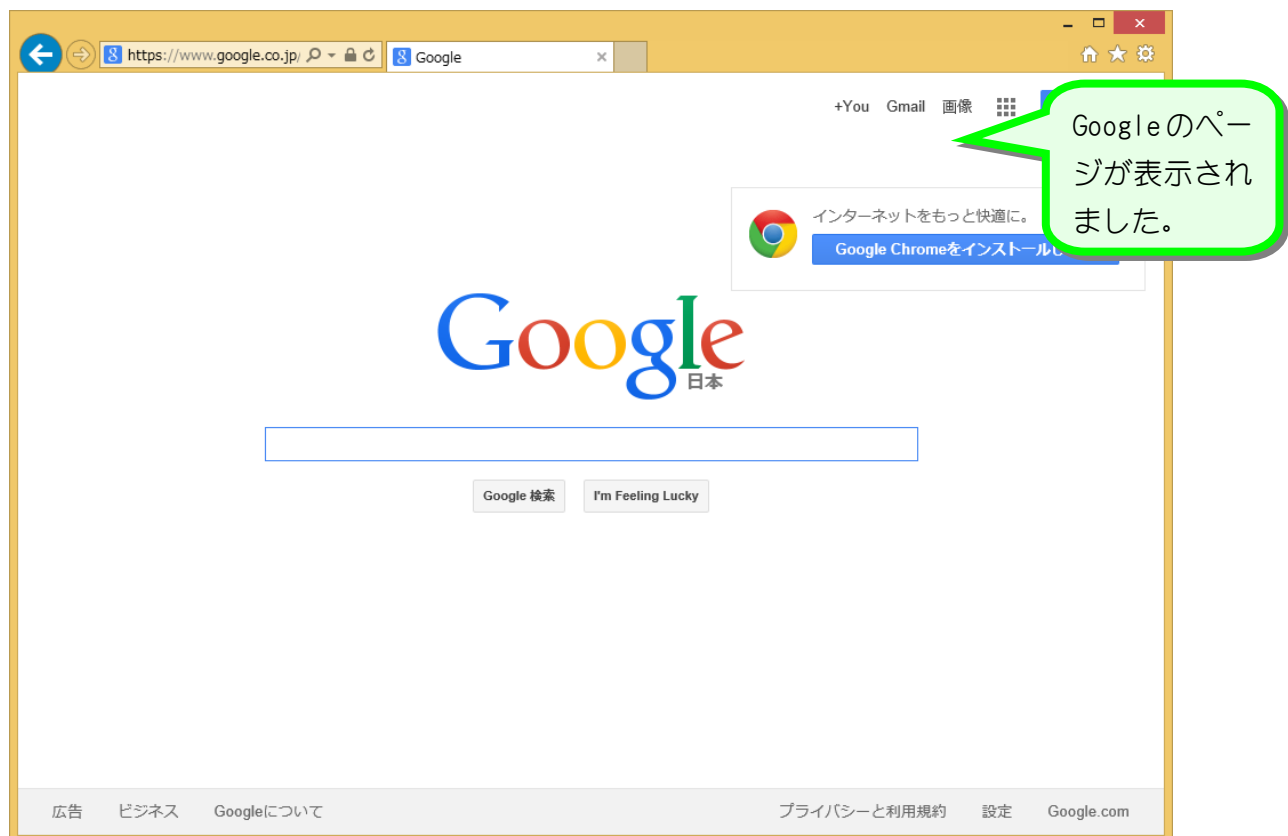 https://www.google.co.jp/
Google
+You Gmail 画像
Googleのペー
ジが表示され
ました。
インターネットをもっと快適に。
Google Chromeをインストールし
Google
日本
Google 検索 I'm Feeling Lucky
広告 ビジネス Googleについて プライバシーと利用規約 設定 Google.com